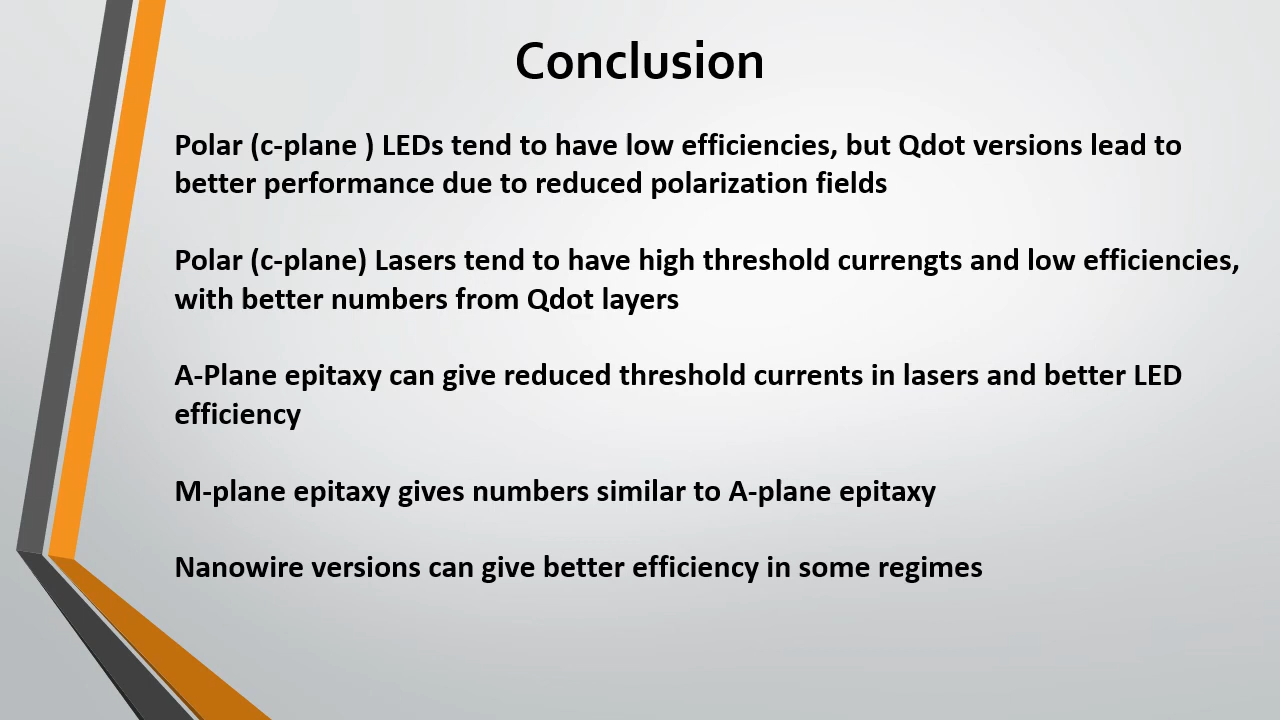 Conclusion
Polar (c-plane ) LEDs tend to have low efficiencies, but Qdot versions lead to
better performance due to reduced polarization fields
Polar (c-plane) Lasers tend to have high threshold currengts and low efficiencies,
with better numbers from Qdot layers
A-Plane epitaxy can give reduced threshold currents in lasers and better LED
efficiency
M-plane epitaxy gives numbers similar to A-plane epitaxy
Nanowire versions can give better efficiency in some regimes